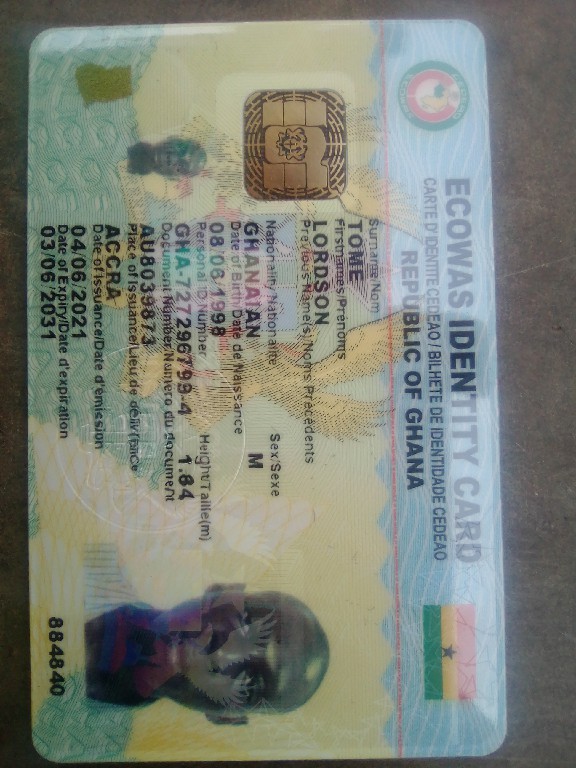 ECOWAS IDENTITY CARD
CARTE D'IDENTITE CEDEAO / BILHETE DE IDENTIDADE CEDEAO
REPUBLIC OF GHANA
Surname/Nom
TOME
Firstnames/Prénoms
LORDSON
Previous Name(s)/Noms Précédents
Nationality/Nationalité
GHANAIAN
Sex/Sexe
M
Date of Birth/Date de Naissance
08/06/1998
Personal ID Number
GHA-727296799-4
Height/Taille(m)
1.84
Document Number/Numéro du document
AU8039873
Place of Issuance/Lieu de délivrance
ACCRA
Date of Issuance/Date d'émission
04/06/2021
Date of Expiry/Date d'expiration
03/06/2031
884840